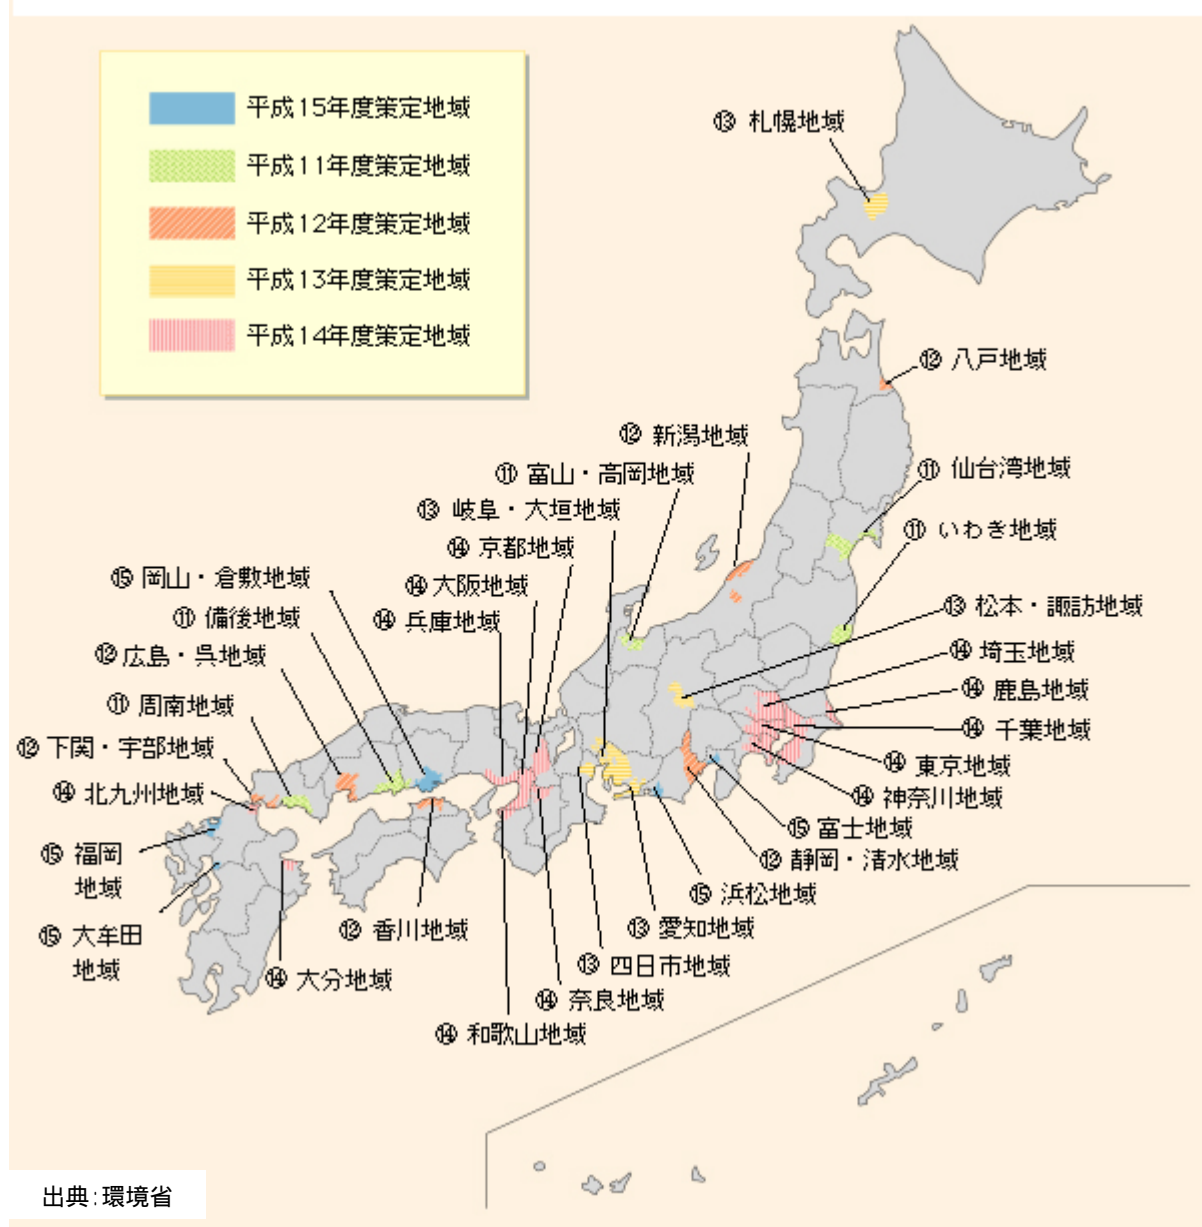 平成15年度策定地域
平成11年度策定地域
平成12年度策定地域
平成13年度策定地域
平成14年度策定地域
⑬ 札幌地域
⑫ 八戸地域
⑫ 新潟地域
⑪ 富山・高岡地域
⑪ 仙台湾地域
⑬ 岐阜・大垣地域
⑪ いわき地域
⑭ 京都地域
⑮ 岡山・倉敷地域
⑭ 大阪地域
⑬ 松本・諏訪地域
⑪ 備後地域
⑭ 兵庫地域
⑫ 広島・呉地域
⑭ 埼玉地域
⑭ 鹿島地域
⑪ 周南地域
⑭ 千葉地域
⑫ 下関・宇部地域
⑭ 東京地域
⑭ 北九州地域
⑭ 神奈川地域
⑮ 富士地域
⑮ 福岡
地域
⑫ 静岡・清水地域
⑮ 浜松地域
⑫ 香川地域
⑬ 愛知地域
⑮ 大牟田
地域
⑬ 四日市地域
⑭ 大分地域
⑭ 奈良地域
⑭ 和歌山地域
出典：環境省